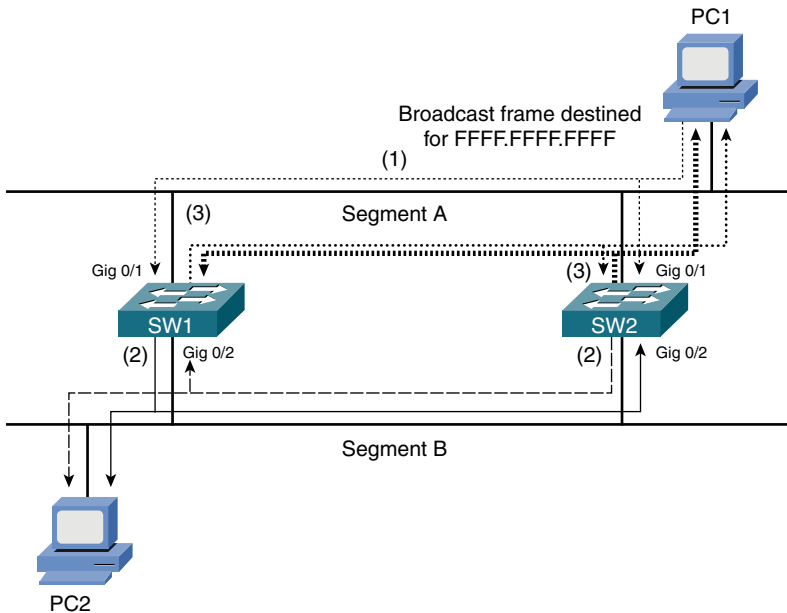 PC1
Broadcast frame destined
for FFFF.FFFF.FFFF
(1)
(3)
Segment A
Gig 0/1
(3)
Gig 0/1
SW1
SW2
(2)
Gig 0/2
(2)
Gig 0/2
Segment B
PC2